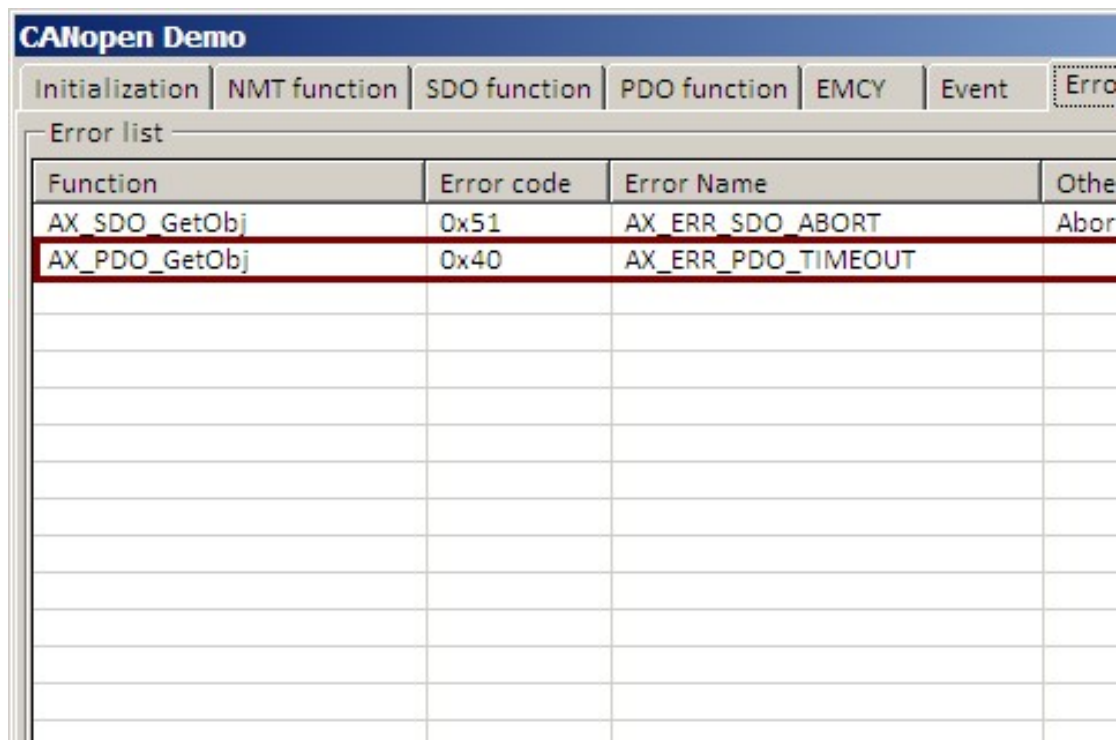 CANopen Demo
Initialization NMT function SDO function PDO function EMCY Event Erro
Error list
Function Error code Error Name Othe
AX_SDO_GetObj 0x51 AX_ERR_SDO_ABORT Abor
AX_PDO_GetObj 0x40 AX_ERR_PDO_TIMEOUT